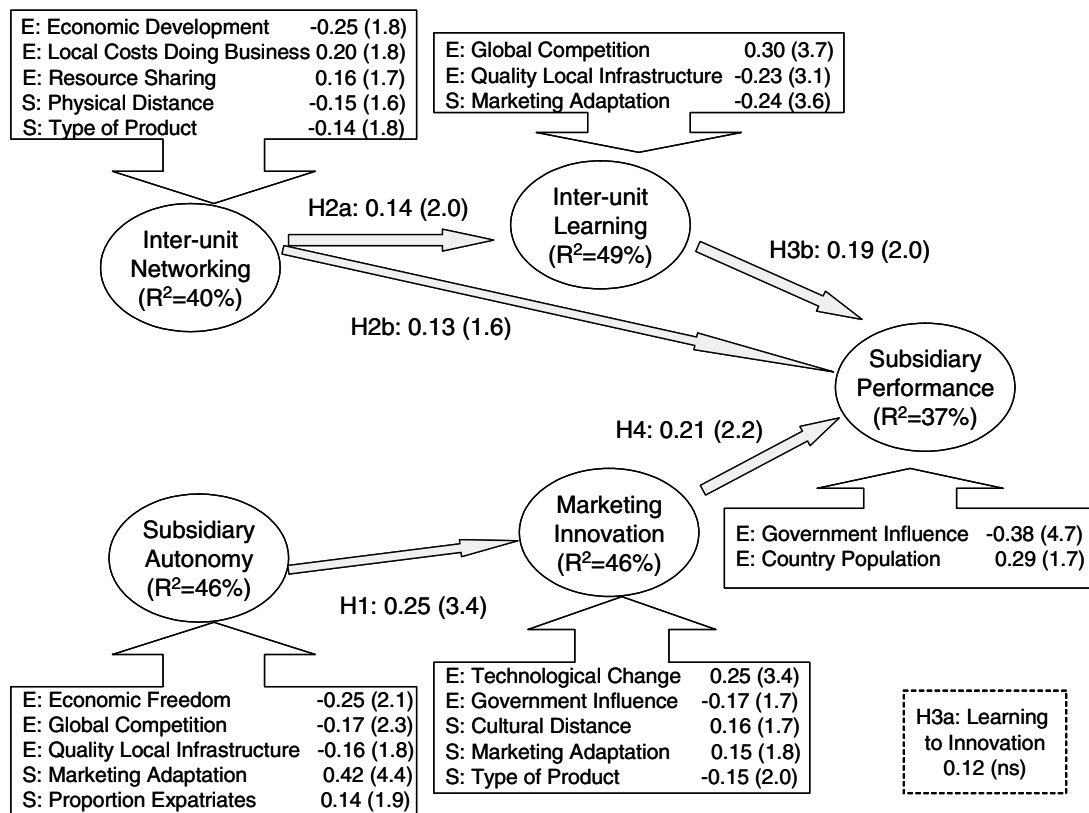 E: Economic Development -0.25 (1.8)
E: Local Costs Doing Business 0.20 (1.8)
E: Resource Sharing 0.16 (1.7)
S: Physical Distance -0.15 (1.6)
S: Type of Product -0.14 (1.8)
E: Global Competition 0.30 (3.7)
E: Quality Local Infrastructure -0.23 (3.1)
S: Marketing Adaptation -0.24 (3.6)
Inter-unit
Networking
(R²=40%)
H2a: 0.14 (2.0)
Inter-unit
Learning
(R²=49%)
H3b: 0.19 (2.0)
H2b: 0.13 (1.6)
Subsidiary
Performance
(R²=37%)
H4: 0.21 (2.2)
Subsidiary
Autonomy
(R²=46%)
H1: 0.25 (3.4)
Marketing
Innovation
(R²=46%)
E: Government Influence -0.38 (4.7)
E: Country Population 0.29 (1.7)
E: Economic Freedom -0.25 (2.1)
E: Global Competition -0.17 (2.3)
E: Quality Local Infrastructure -0.16 (1.8)
S: Marketing Adaptation 0.42 (4.4)
S: Proportion Expatriates 0.14 (1.9)
E: Technological Change 0.25 (3.4)
E: Government Influence -0.17 (1.7)
S: Cultural Distance 0.16 (1.7)
S: Marketing Adaptation 0.15 (1.8)
S: Type of Product -0.15 (2.0)
H3a: Learning
to Innovation
0.12 (ns)